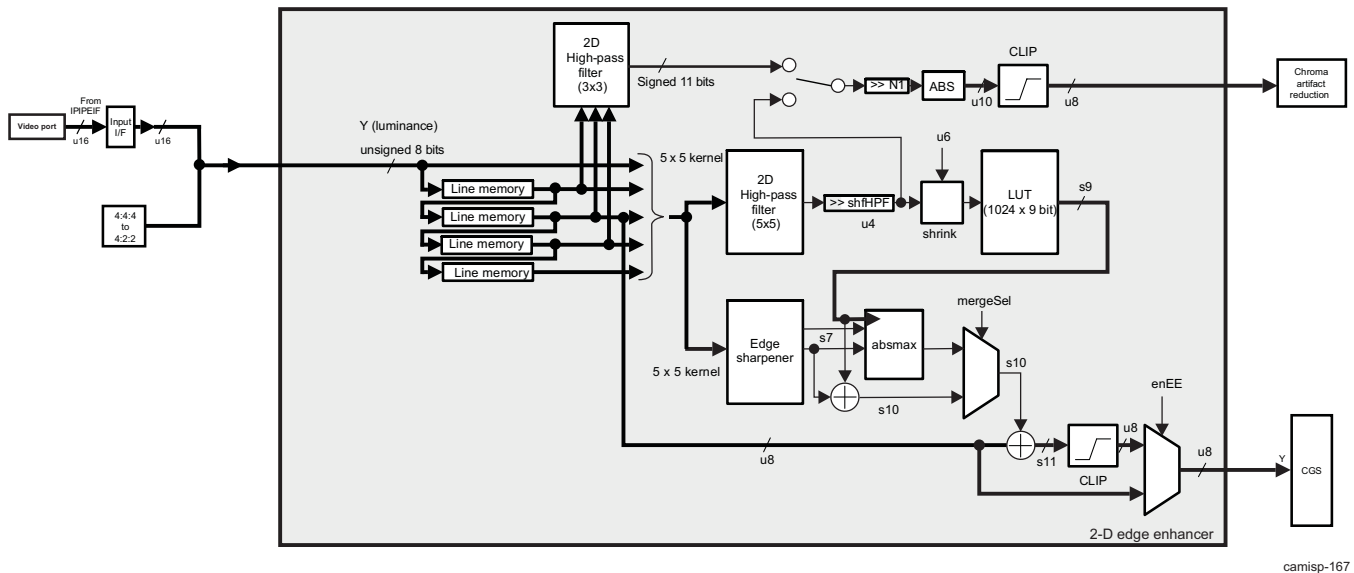 2D
High-pass
filter
(3x3)
Signed 11 bits
>> N1
ABS
u10
CLIP
u8
Chroma
artifact
reduction
From
IPIPEIF
Video port
u16
Input
I/F
u16
Y (luminance)
unsigned 8 bits
4:4:4
to
4:2:2
Line memory
Line memory
Line memory
Line memory
5 x 5 kernel
2D
High-pass
filter
(5x5)
>> shfHPF
u4
u6
shrink
LUT
(1024 x 9 bit)
s9
5 x 5 kernel
Edge
sharpener
s7
absmax
mergeSel
s10
s10
u8
s11
CLIP
u8
enEE
u8
Y
CGS
2-D edge enhancer
camisp-167